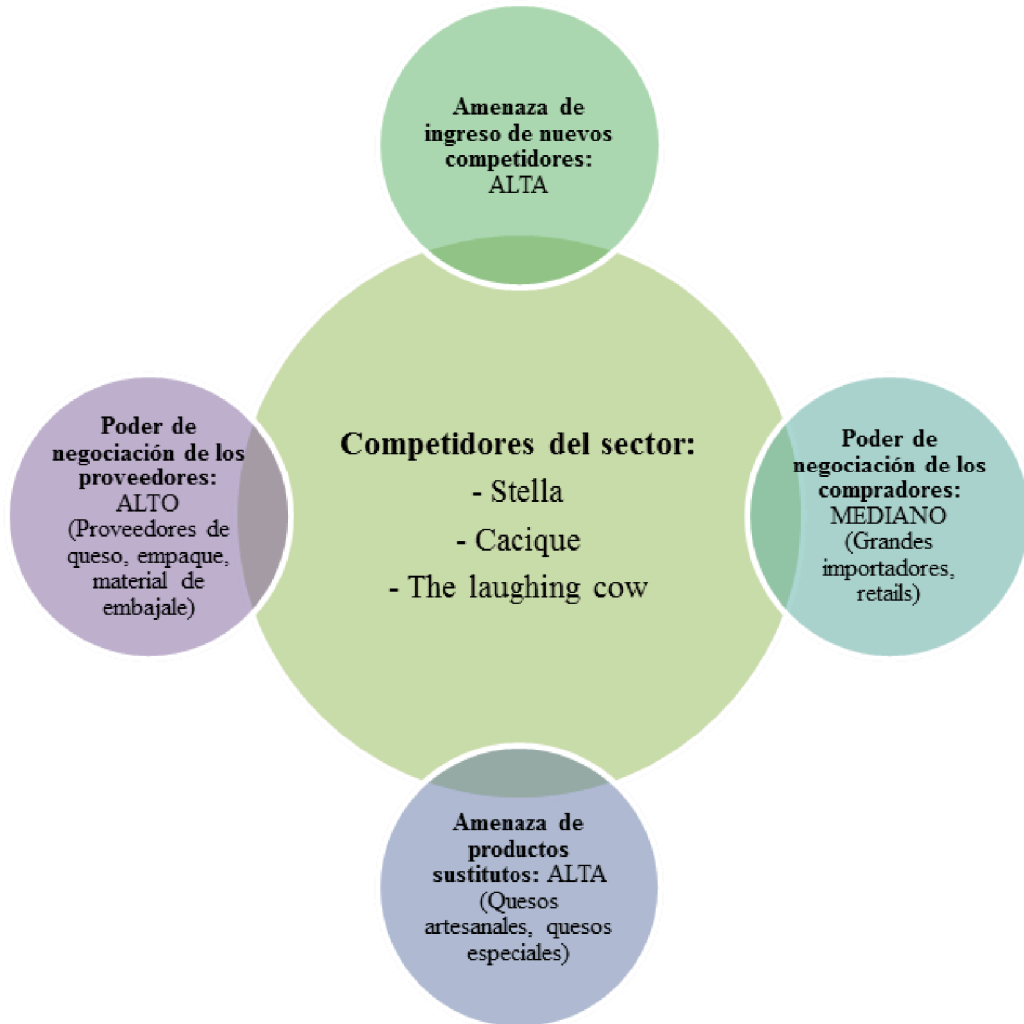 Amenaza de
ingreso de nuevos
competidores:
ALTA
Poder de
negociación de los
proveedores:
ALTO
(Proveedores de
queso, empaque,
material de
embajale)
Competidores del sector:
- Stella
- Cacique
- The laughing cow
Poder de
negociación de los
compradores:
MEDIANO
(Grandes
importadores,
retails)
Amenaza de
productos
sustitutos: ALTA
(Quesos
artesanales, quesos
especiales)